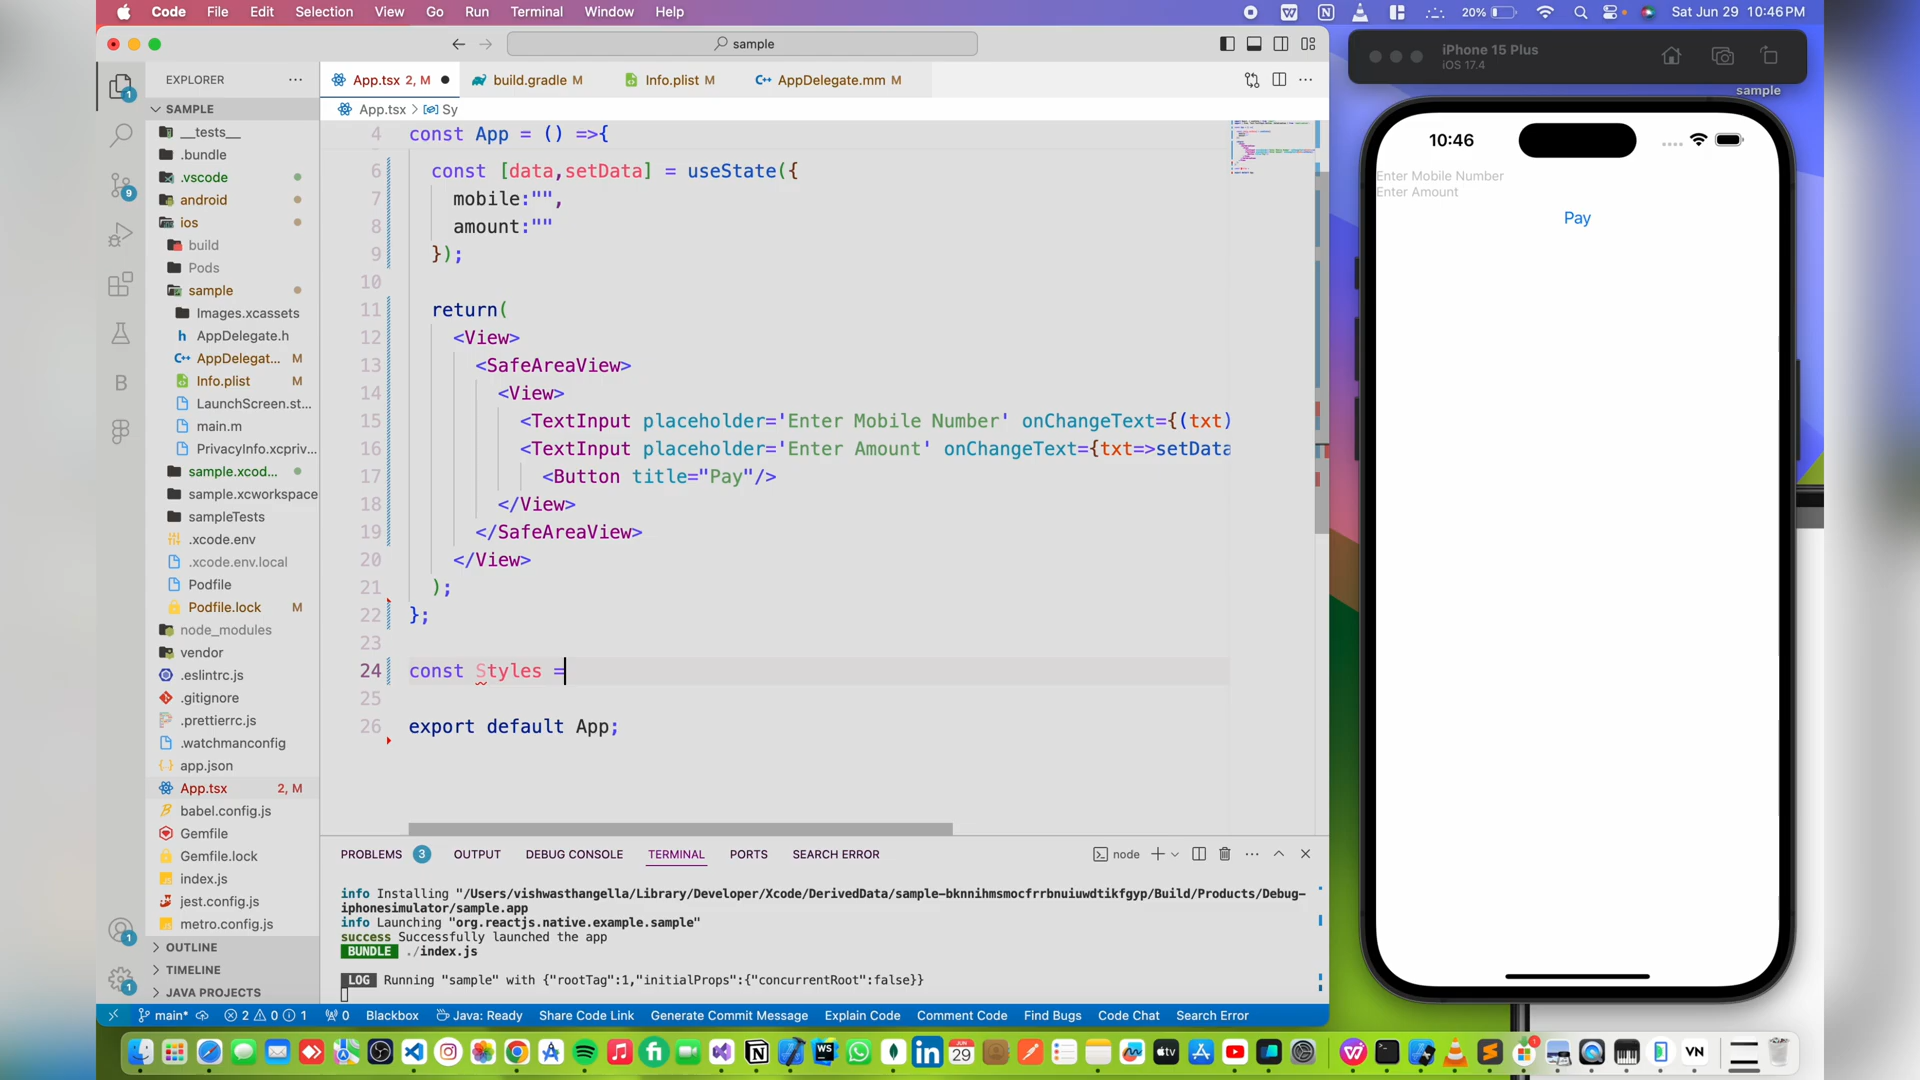 Code File Edit Selection View Go Run Terminal Window Help
20%
Sat Jun 29 10:46 PM
sample
EXPLORER
App.tsx 2, M
build.gradle M
Info.plist M
AppDelegate.mm M
App.tsx > Sy
SAMPLE
__tests__
.bundle
.vscode
android
ios
build
Pods
sample
Images.xcassets
AppDelegate.h
AppDelegat... M
Info.plist M
LaunchScreen.st...
main.m
PrivacyInfo.xcpriv...
sample.xcod...
sample.xcworkspace
sampleTests
.xcode.env
.xcode.env.local
Podfile
Podfile.lock M
node_modules
vendor
.eslintrc.js
.gitignore
.prettierrc.js
.watchmanconfig
app.json
App.tsx 2, M
babel.config.js
Gemfile
Gemfile.lock
index.js
jest.config.js
metro.config.js
OUTLINE
TIMELINE
JAVA PROJECTS
4 const App = () =>{
6 const [data,setData] = useState({
7 mobile:"",
8 amount:""
9 });
10
11 return(
12 <View>
13 <SafeAreaView>
14 <View>
15 <TextInput placeholder='Enter Mobile Number' onChangeText={(txt)
16 <TextInput placeholder='Enter Amount' onChangeText={txt=>setData
17 <Button title="Pay"/>
18 </View>
19 </SafeAreaView>
20 </View>
21 );
22 };
23
24 const Styles =
25
26 export default App;
PROBLEMS 3 OUTPUT DEBUG CONSOLE TERMINAL PORTS SEARCH ERROR
node
info Installing "/Users/vishwasthangella/Library/Developer/Xcode/DerivedData/sample-bknnihmsmocfrrbnuiuwdtikfgyp/Build/Products/Debug-
iphonesimulator/sample.app
info Launching "org.reactjs.native.example.sample"
success Successfully launched the app
BUNDLE ./index.js
LOG Running "sample" with {"rootTag":1,"initialProps":{"concurrentRoot":false}}
main* 2 0 1 0 Blackbox Java: Ready Share Code Link Generate Commit Message Explain Code Comment Code Find Bugs Code Chat Search Error
iPhone 15 Plus
iOS 17.4
sample
10:46
Enter Mobile Number
Enter Amount
Pay